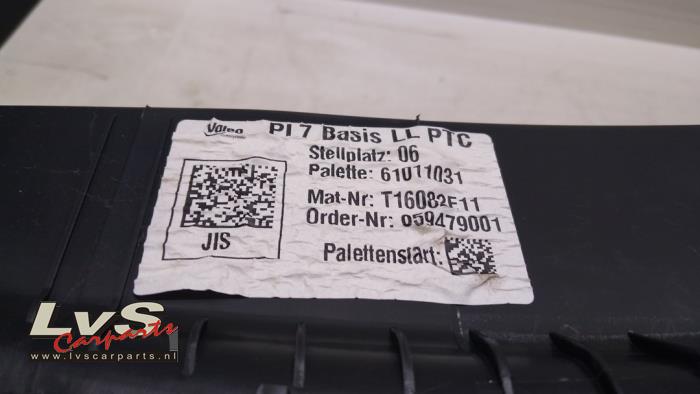 Valeo
PI 7 Basis LL PTC
Stellplatz: 06
Palette: 61011031
Mat-Nr: T16082F11
Order-Nr: 059479001
JIS
Palettenstart:
LvS
Carparts
www.lvscarparts.nl